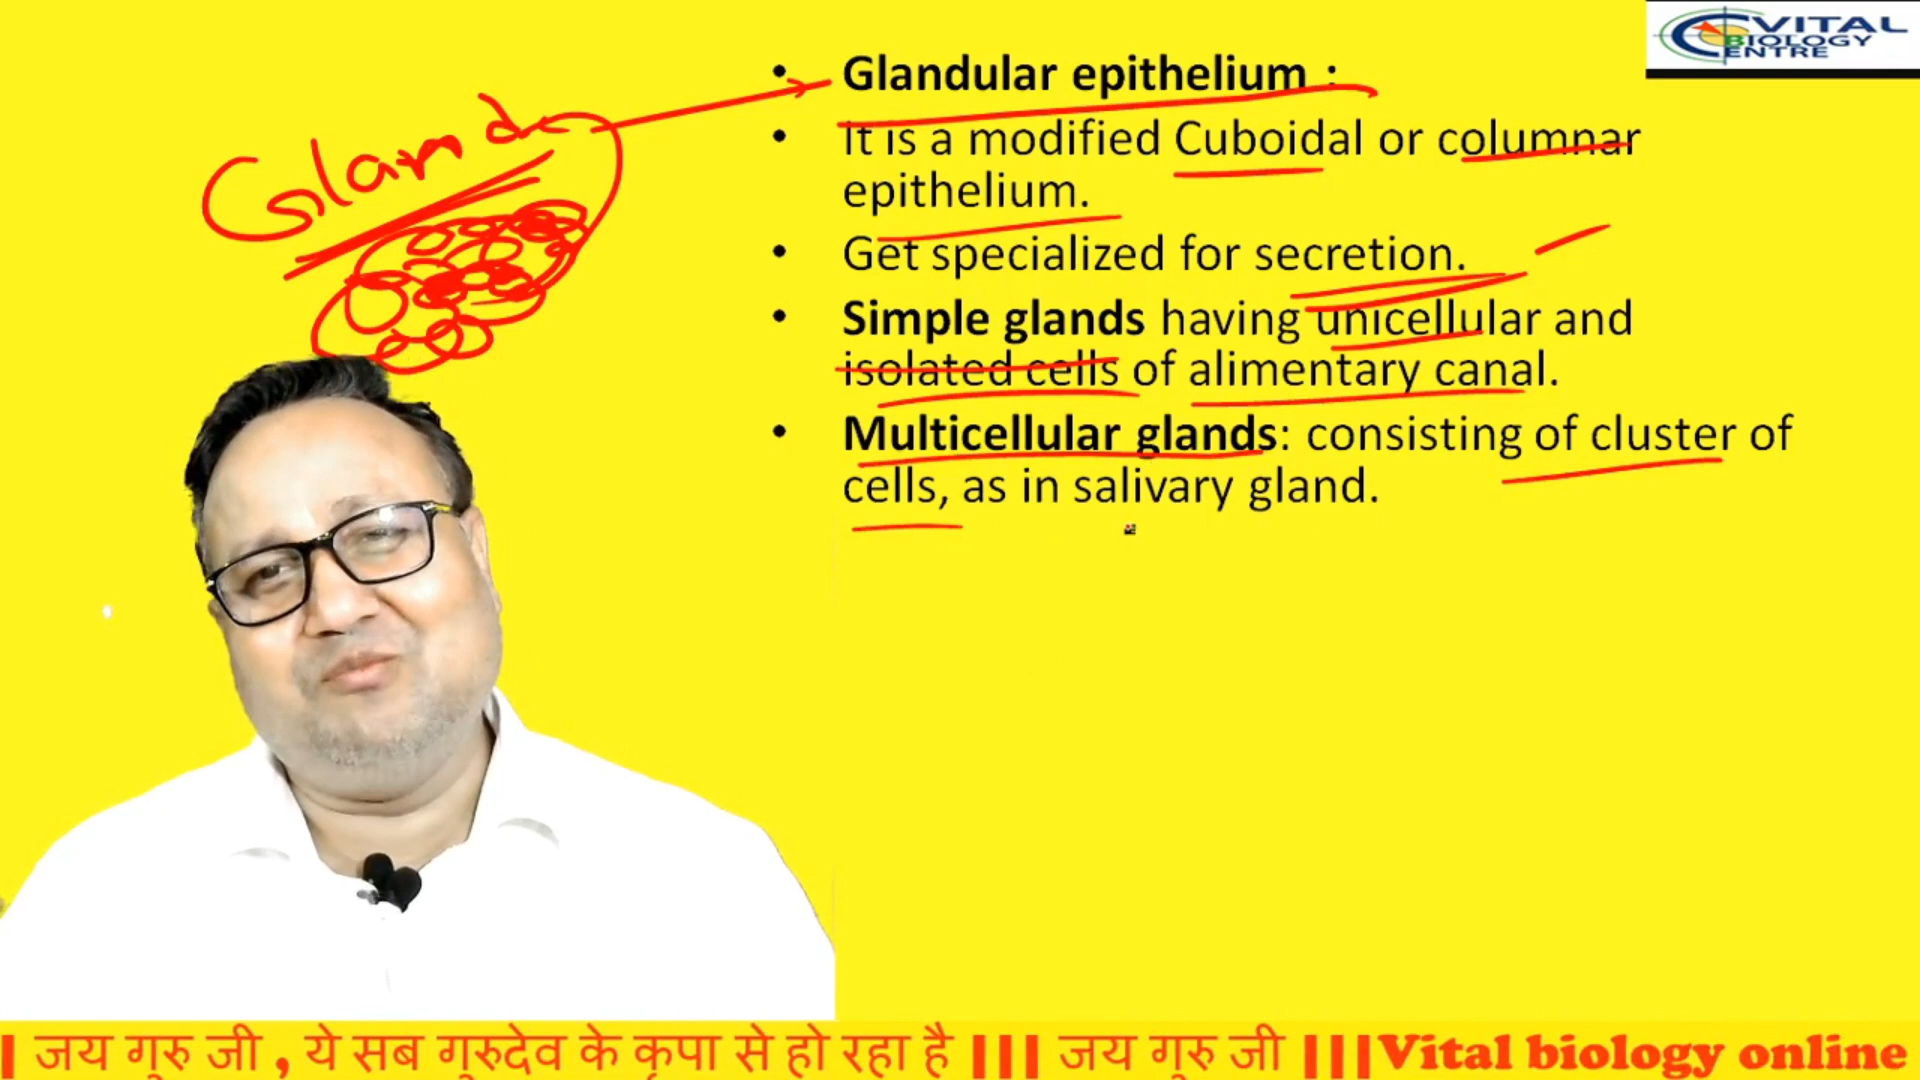 VITAL
BIOLOGY
CENTRE
Gland
• Glandular epithelium :
• It is a modified Cuboidal or columnar
epithelium.
• Get specialized for secretion.
• Simple glands having unicellular and
isolated cells of alimentary canal.
• Multicellular glands: consisting of cluster of
cells, as in salivary gland.
| जय गुरु जी , ये सब गुरुदेव के कृपा से हो रहा है ||| जय गुरु जी |||Vital biology online